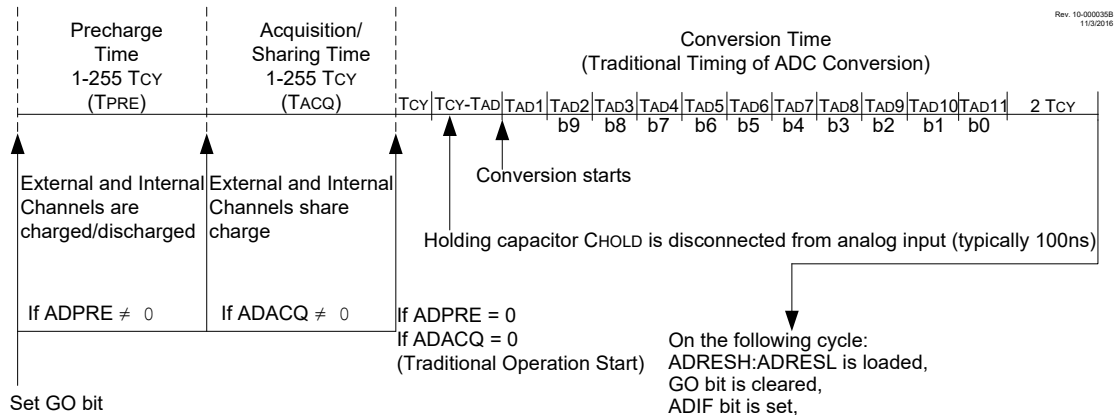 Rev. 10-000035B
11/3/2016
Precharge
Time
1-255 TCY
(TPRE)
Acquisition/
Sharing Time
1-255 TCY
(TACQ)
Conversion Time
(Traditional Timing of ADC Conversion)
TCY TCY-TAD TAD1 TAD2 TAD3 TAD4 TAD5 TAD6 TAD7 TAD8 TAD9 TAD10 TAD11 2 TCY
b9 b8 b7 b6 b5 b4 b3 b2 b1 b0
External and Internal
Channels are
charged/discharged
External and Internal
Channels share
charge
Conversion starts
Holding capacitor CHOLD is disconnected from analog input (typically 100ns)
If ADPRE ≠ 0
If ADACQ ≠ 0
If ADPRE = 0
If ADACQ = 0
(Traditional Operation Start)
On the following cycle:
ADRESH:ADRESL is loaded,
GO bit is cleared,
ADIF bit is set,
Set GO bit